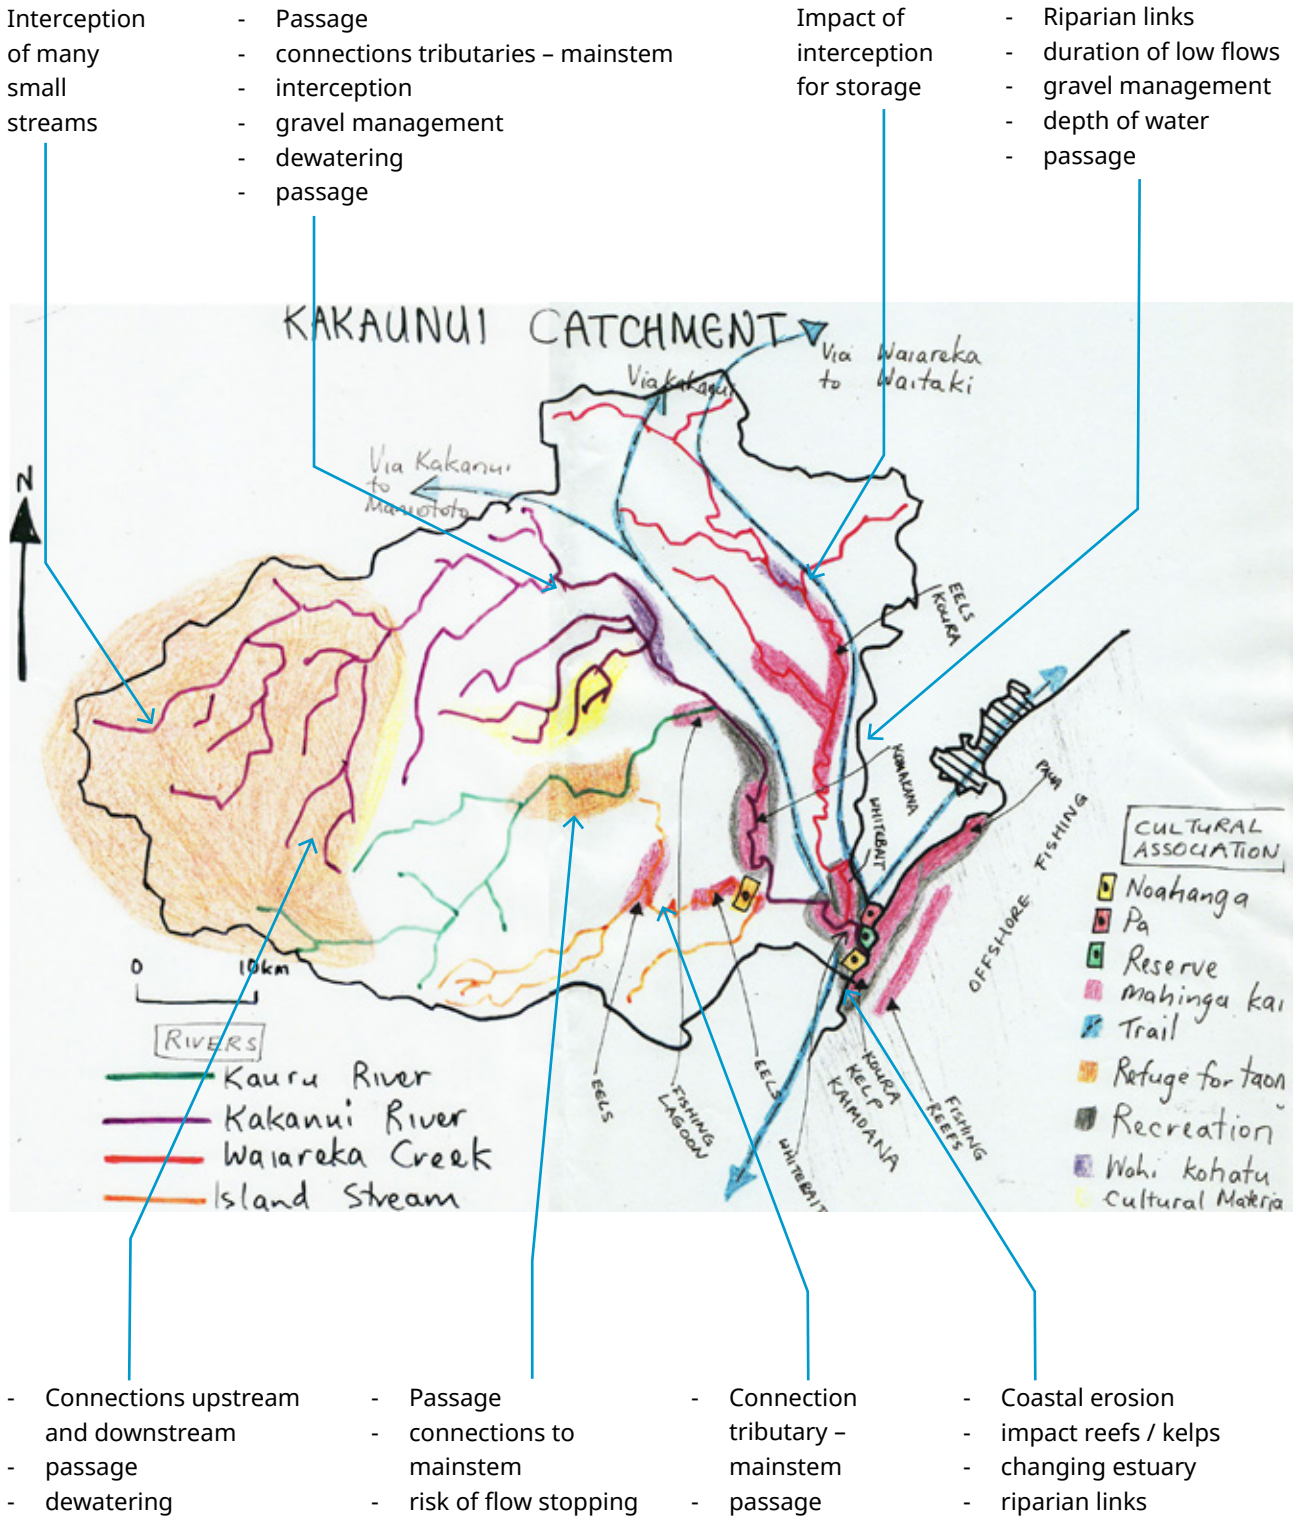 Interception
of many
small
streams
- Passage
- connections tributaries – mainstem
- interception
- gravel management
- dewatering
- passage
Impact of
interception
for storage
- Riparian links
- duration of low flows
- gravel management
- depth of water
- passage
KAKAUNUI CATCHMENT
Via Waiareka
to Waitaki
Via Kakanui
Via Kakanui
to
Maniototo
N
EELS
KOURA
KOMAKANA
WHITEBAIT
PAUA
OFFSHORE FISHING
CULTURAL
ASSOCIATION
Noahanga
Pa
Reserve
Mahinga kai
Trail
Refuge for taon
Recreation
Wahi kohatu
Cultural Materia
0 10km
RIVERS
Kauru River
Kakanui River
Waiareka Creek
Island Stream
EELS
FISHING
LAGOON
EELS
WHITEBAIT
KOURA
KELP
KAIMOANA
FISHING
REEFS
- Connections upstream
and downstream
- passage
- dewatering
- Passage
- connections to
mainstem
- risk of flow stopping
- Connection
tributary –
mainstem
- passage
- Coastal erosion
- impact reefs / kelps
- changing estuary
- riparian links